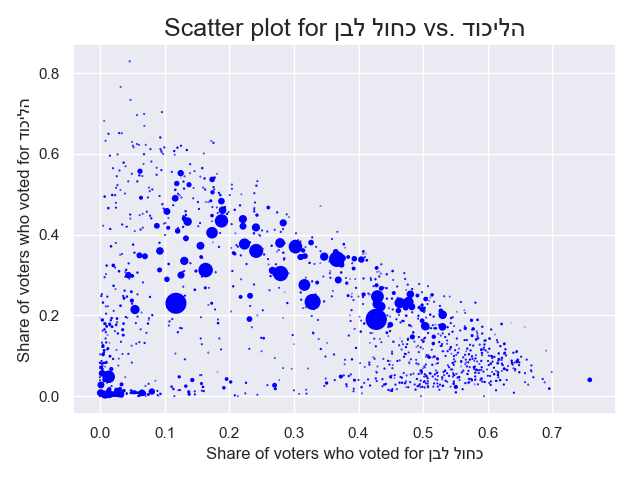 Scatter plot for כחול לבן vs. הליכוד
0.8
0.6
0.4
0.2
0.0
Share of voters who voted for הליכוד
0.0 0.1 0.2 0.3 0.4 0.5 0.6 0.7
Share of voters who voted for כחול לבן